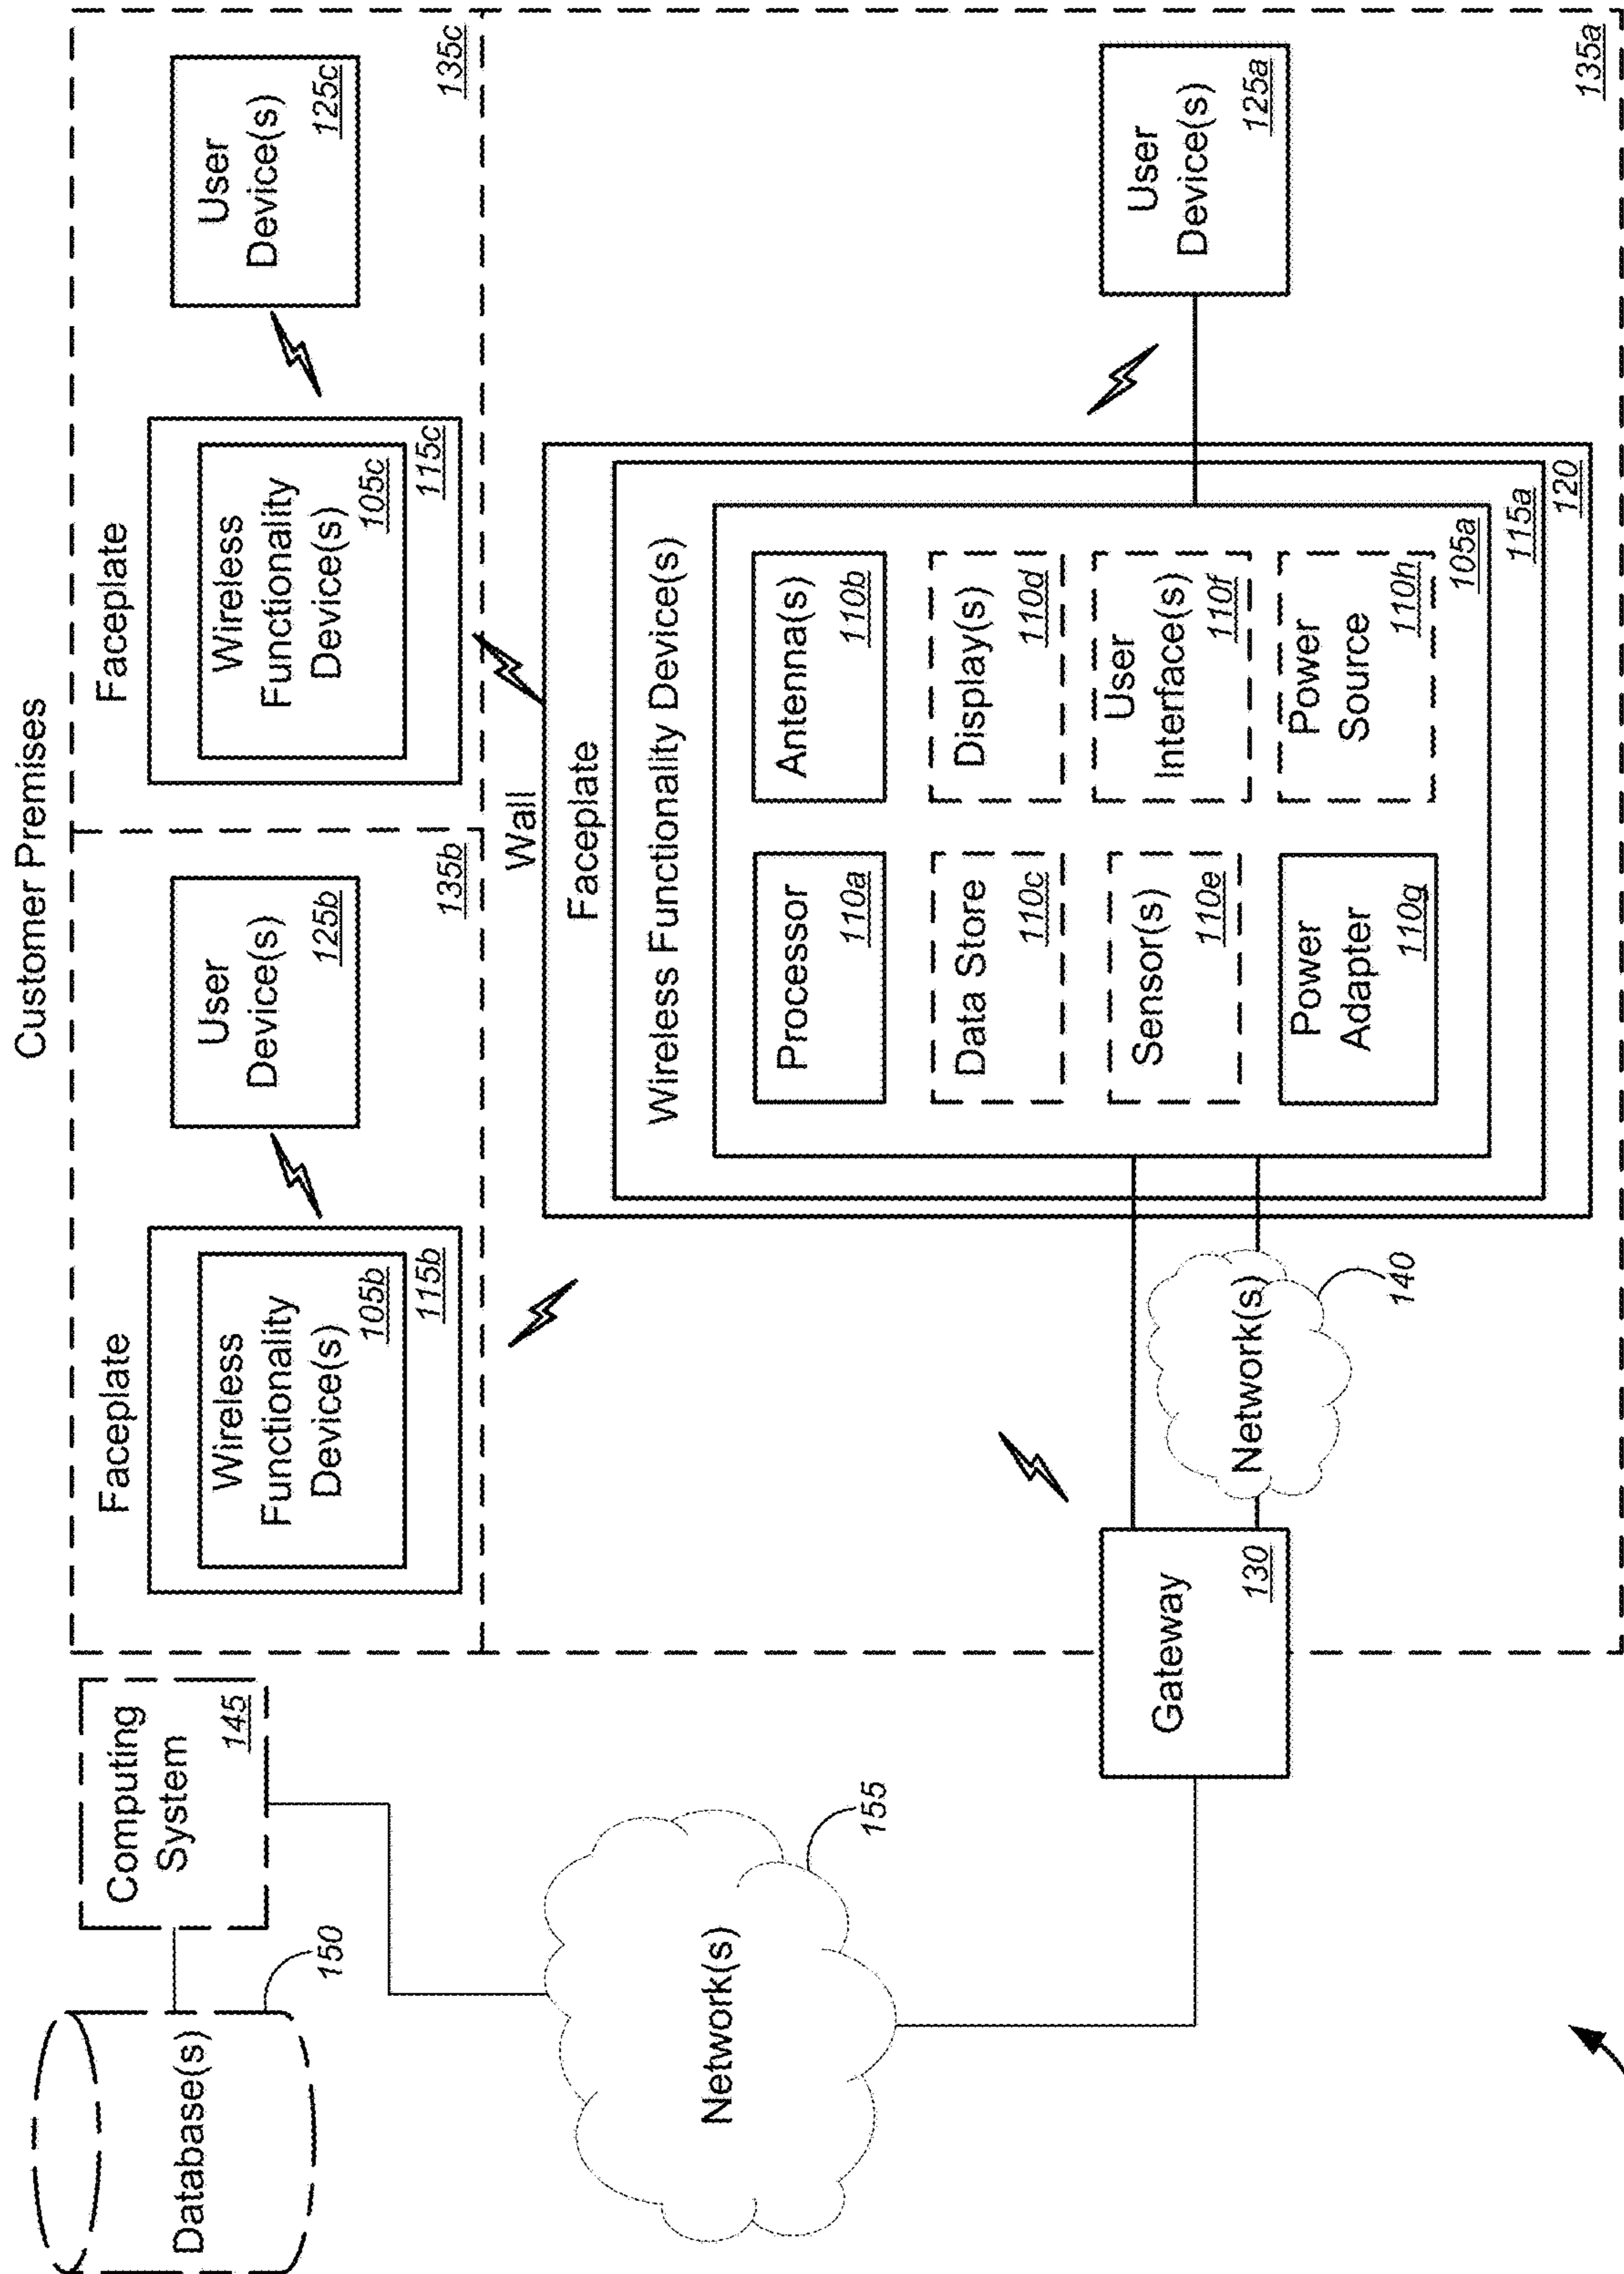 Customer Premises
Database(s)
150
Computing
System
145
Network(s)
155
Gateway
130
Network(s)
140
Faceplate
Wireless
Functionality
Device(s)
105b
115b
User
Device(s)
125b
135b
Faceplate
Wireless
Functionality
Device(s)
105c
115c
User
Device(s)
125c
135c
Wall
Faceplate
Wireless Functionality Device(s)
Processor
110a
Antenna(s)
110b
Data Store
110c
Display(s)
110d
Sensor(s)
110e
User
Interface(s)
110f
Power
Adapter
110g
Power
Source
110h
105a
115a
120
User
Device(s)
125a
135a